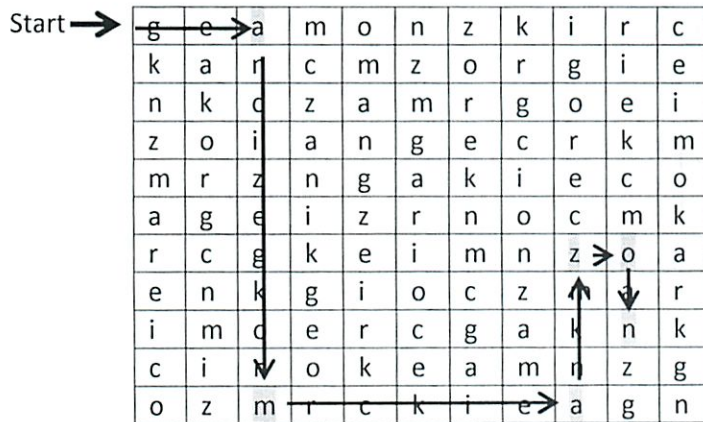 Start
g e a m o n z k i r c
k a n c m z o r g i e
n k c z a m r g o e i
z o i a n g e c r k m
m r z n g a k i e c o
a g e i z r n o c m k
r c g k e i m n z o a
e n k g i o c z m a r
i m o e r c g a k n k
c i r o k e a m n z g
o z m r c k i e a g n